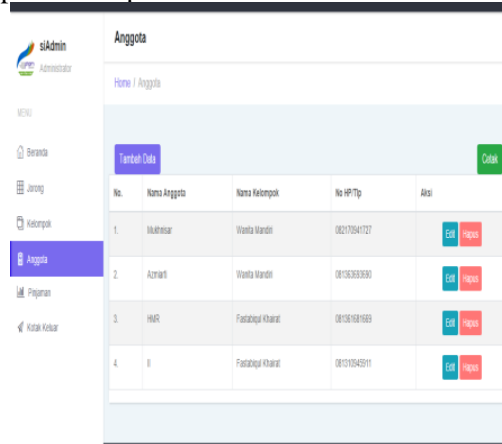 siAdmin
Administrator
MENU
Beranda
Jorong
Kelompok
Anggota
Pinjaman
Kotak Keluar
Anggota
Home / Anggota
Tambah Data
Cetak
No. Nama Anggota Nama Kelompok No HP/Tlp Aksi
1. Mukhnisar Wanita Mandiri 082170941727 Edit Hapus
2. Azmiarti Wanita Mandiri 081363693690 Edit Hapus
3. HMR Fastabiqul Khairat 081361681669 Edit Hapus
4. II Fastabiqul Khairat 081310945911 Edit Hapus